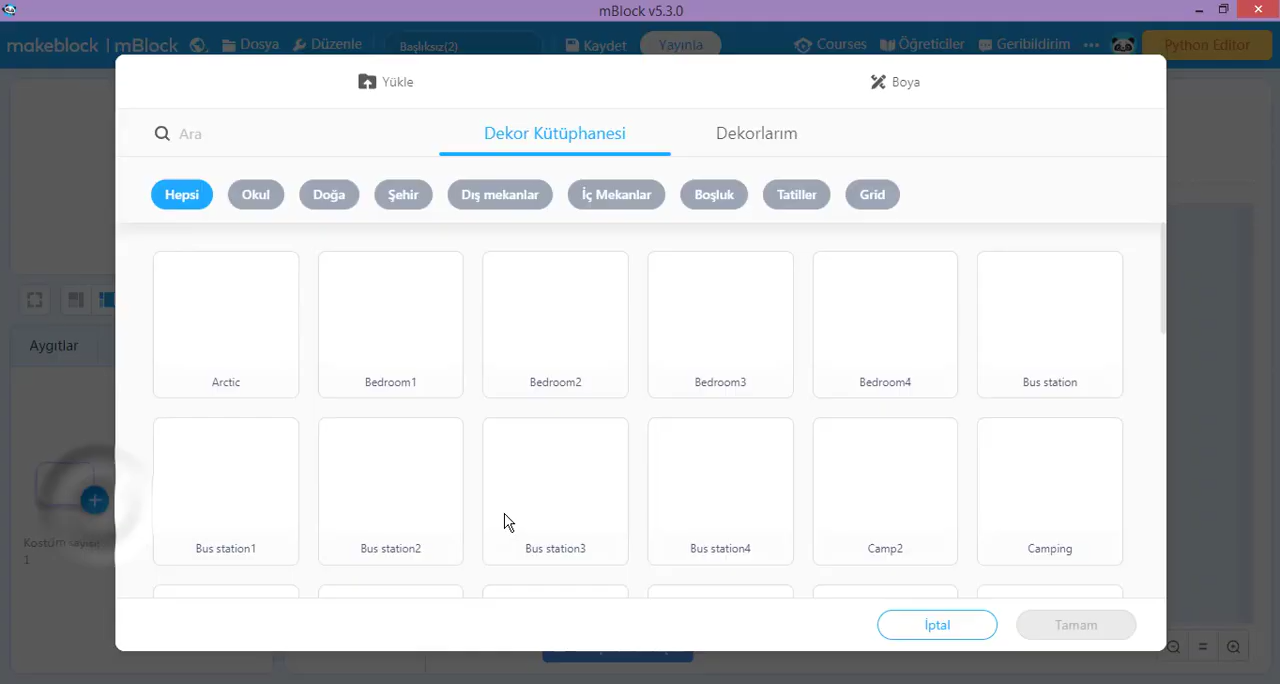 mBlock v5.3.0
makeblock | mBlock Dosya Düzenle Başlıksız(2) Kaydet Yayınla Courses Öğreticiler Geribildirim Python Editor
Yükle Boya
Ara Dekor Kütüphanesi Dekorlarım
Hepsi Okul Doğa Şehir Dış mekanlar İç Mekanlar Boşluk Tatiller Grid
Arctic Bedroom1 Bedroom2 Bedroom3 Bedroom4 Bus station
Aygıtlar
Bus station1 Bus station2 Bus station3 Bus station4 Camp2 Camping
Kostüm sayısı:
1
İptal Tamam